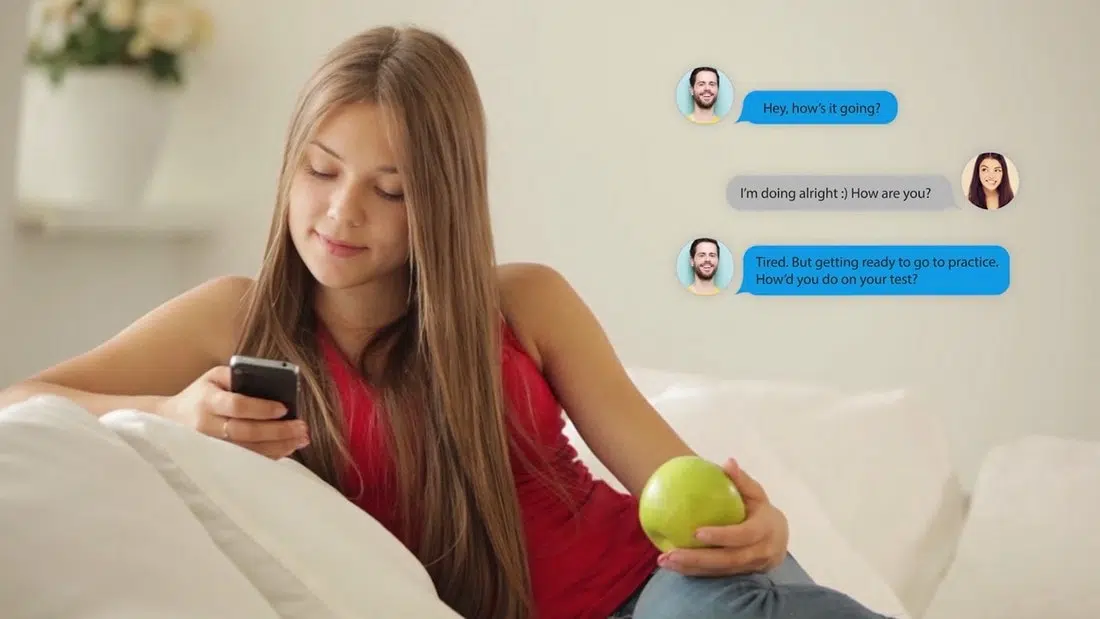 Hey, how's it going?
I'm doing alright :) How are you?
Tired. But getting ready to go to practice.
How'd you do on your test?